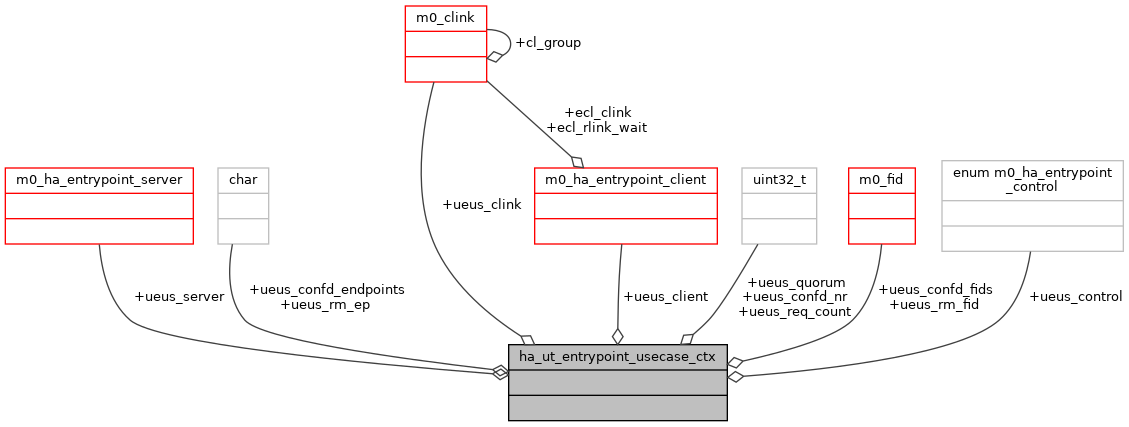 m0_clink
+cl_group
+ecl_clink
+ecl_rlink_wait
m0_ha_entrypoint_server
char
m0_ha_entrypoint_client
uint32_t
m0_fid
enum m0_ha_entrypoint
_control
+ueus_clink
+ueus_server
+ueus_confd_endpoints
+ueus_rm_ep
+ueus_client
+ueus_quorum
+ueus_confd_nr
+ueus_req_count
+ueus_confd_fids
+ueus_rm_fid
+ueus_control
ha_ut_entrypoint_usecase_ctx